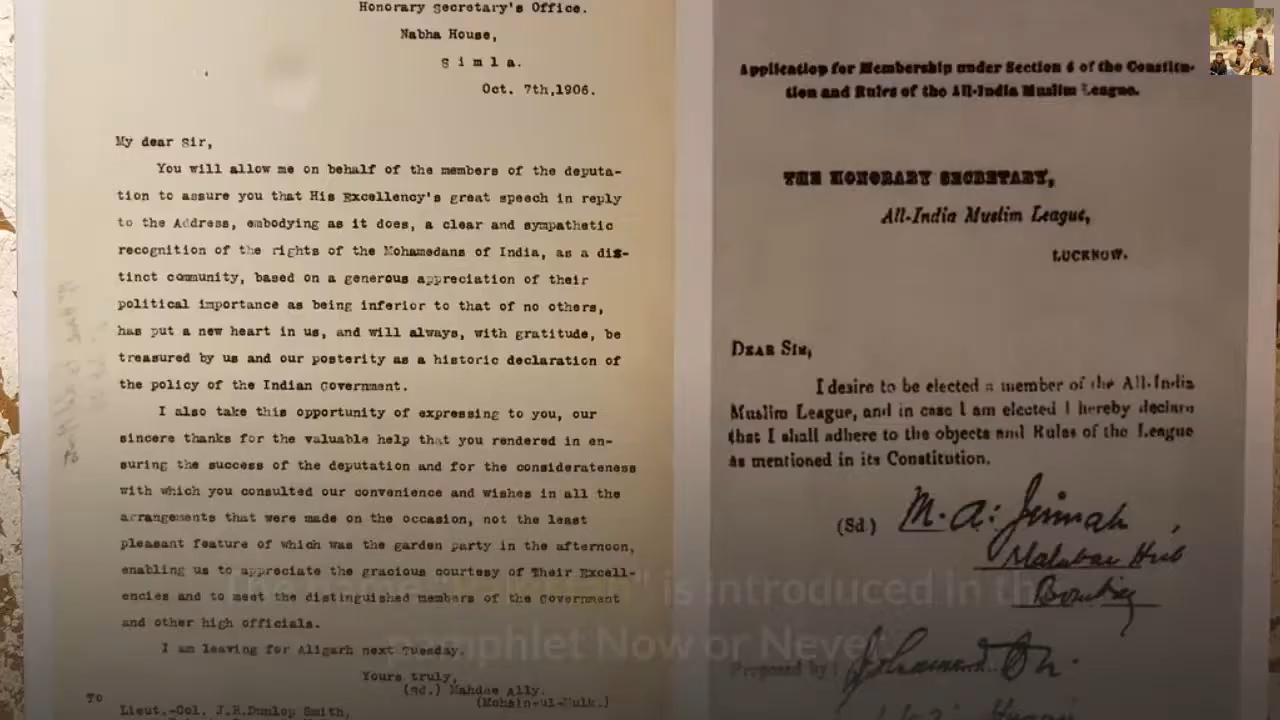 Honorary Secretary's Office.
Nabha House,
Simla.
Oct. 7th,1906.
My dear Sir,
You will allow me on behalf of the members of the deputa-
tion to assure you that His Excellency's great speech in reply
to the Address, embodying as it does, a clear and sympathetic
recognition of the rights of the Mohamedans of India, as a dis-
tinct community, based on a generous appreciation of their
political importance as being inferior to that of no others,
has put a new heart in us, and will always, with gratitude, be
treasured by us and our posterity as a historic declaration of
the policy of the Indian Government.
I also take this opportunity of expressing to you, our
sincere thanks for the valuable help that you rendered in en-
suring the success of the deputation and for the considerateness
with which you consulted our convenience and wishes in all the
arrangements that were made on the occasion, not the least
pleasant feature of which was the garden party in the afternoon,
enabling us to appreciate the gracious courtesy of Their Excell-
encies and to meet the distinguished members of the Government
and other high officials.
I am leaving for Aligarh next Tuesday.
Yours truly,
(Sd.) Mahdee Ally.
(Mohsin-ul-Mulk.)
To
Lieut.-Col. J.R.Dunlop Smith,
Application for Membership under Section 4 of the Constitu-
tion and Rules of the All-India Muslim League.
THE HONORARY SECRETARY,
All-India Muslim League,
LUCKNOW.
DEAR SIR,
I desire to be elected a member of the All-India
Muslim League, and in case I am elected I hereby declare
that I shall adhere to the objects and Rules of the League
as mentioned in its Constitution.
(Sd) M. A. Jinnah,
Malabar Hill
Bombay
Proposed by
is introduced in the
pamphlet Now or Never.